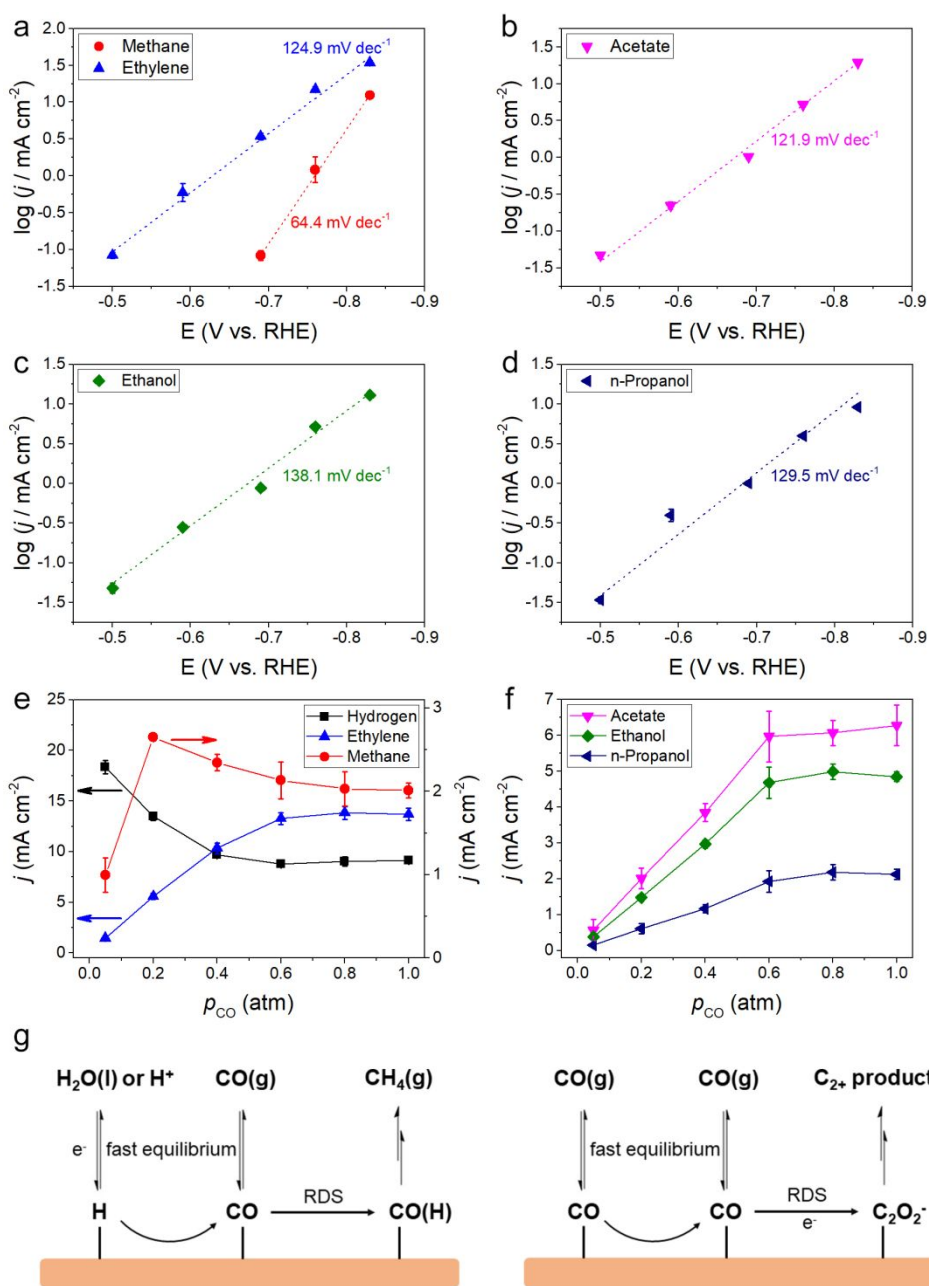 a
Methane
Ethylene
124.9 mV dec⁻¹
64.4 mV dec⁻¹
log (j / mA cm⁻²)
2.0
1.5
1.0
0.5
0.0
-0.5
-1.0
-1.5
-0.5 -0.6 -0.7 -0.8 -0.9
E (V vs. RHE)
b
Acetate
121.9 mV dec⁻¹
log (j / mA cm⁻²)
1.5
1.0
0.5
0.0
-0.5
-1.0
-1.5
-0.5 -0.6 -0.7 -0.8 -0.9
E (V vs. RHE)
c
Ethanol
138.1 mV dec⁻¹
log (j / mA cm⁻²)
1.5
1.0
0.5
0.0
-0.5
-1.0
-1.5
-0.5 -0.6 -0.7 -0.8 -0.9
E (V vs. RHE)
d
n-Propanol
129.5 mV dec⁻¹
log (j / mA cm⁻²)
1.5
1.0
0.5
0.0
-0.5
-1.0
-1.5
-0.5 -0.6 -0.7 -0.8 -0.9
E (V vs. RHE)
e
Hydrogen
Ethylene
Methane
j (mA cm⁻²)
25
20
15
10
5
0
j (mA cm⁻²)
3
2
1
0
0.0 0.2 0.4 0.6 0.8 1.0
pCO (atm)
f
Acetate
Ethanol
n-Propanol
j (mA cm⁻²)
7
6
5
4
3
2
1
0
0.0 0.2 0.4 0.6 0.8 1.0
pCO (atm)
g
H₂O(l) or H⁺ CO(g) CH₄(g)
e⁻ fast equilibrium
RDS
H CO CO(H)
CO(g) CO(g) C₂₊ product
fast equilibrium
RDS
e⁻
CO CO C₂O₂⁻